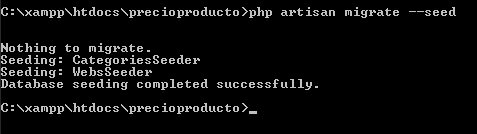 C:\xampp\htdocs\precioproducto>php artisan migrate --seed
Nothing to migrate.
Seeding: CategoriesSeeder
Seeding: WebsSeeder
Database seeding completed successfully.
C:\xampp\htdocs\precioproducto>_